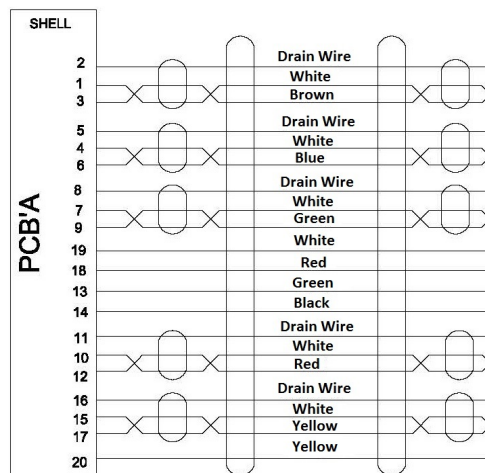 SHELL
PCB'A
2 Drain Wire
1 White
3 Brown
5 Drain Wire
4 White
6 Blue
8 Drain Wire
7 White
9 Green
19 White
18 Red
13 Green
14 Black
11 Drain Wire
10 White
12 Red
16 Drain Wire
15 White
17 Yellow
20 Yellow